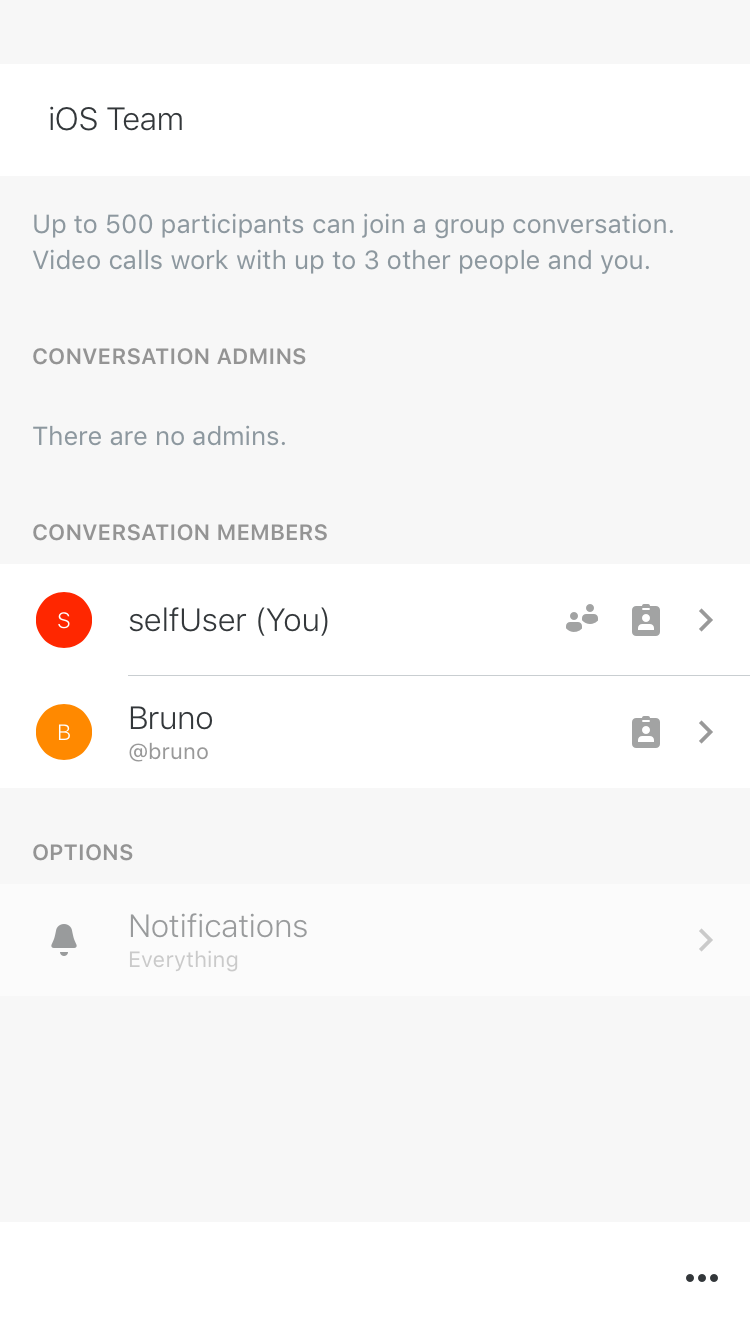 iOS Team
Up to 500 participants can join a group conversation.
Video calls work with up to 3 other people and you.
CONVERSATION ADMINS
There are no admins.
CONVERSATION MEMBERS
S
selfUser (You)
B
Bruno
@bruno
OPTIONS
Notifications
Everything